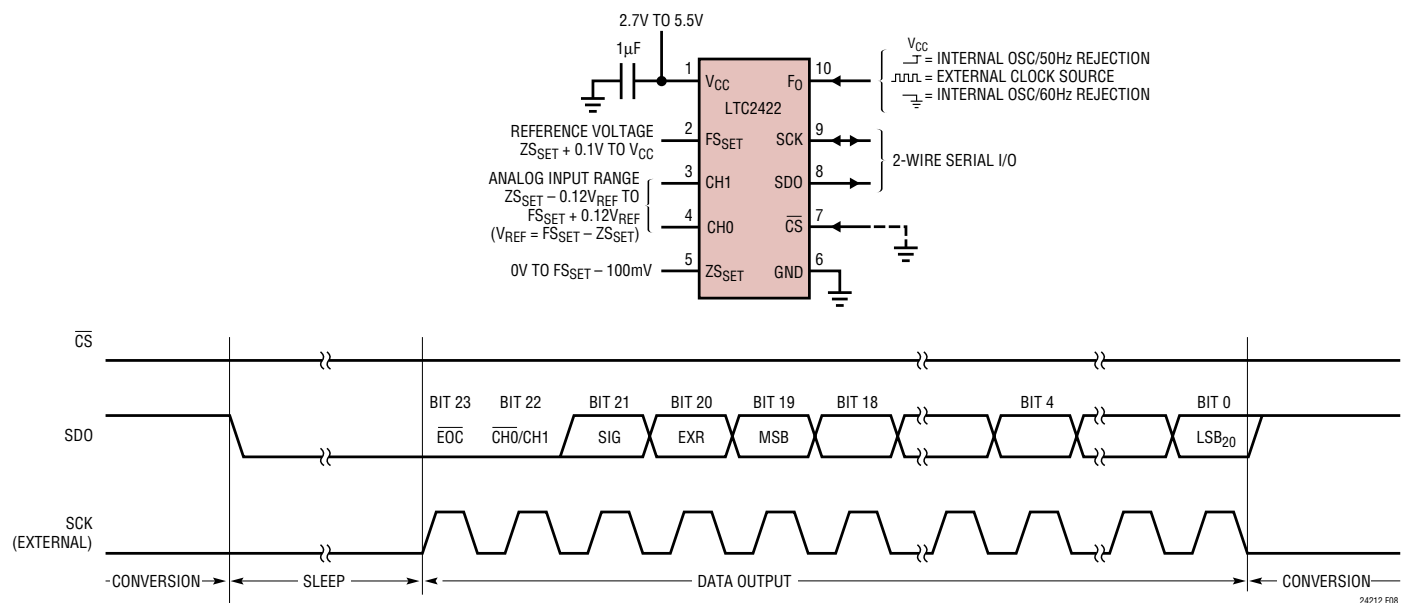 2.7V TO 5.5V
1µF
1
VCC
LTC2422
FO
10
VCC
= INTERNAL OSC/50Hz REJECTION
= EXTERNAL CLOCK SOURCE
= INTERNAL OSC/60Hz REJECTION
REFERENCE VOLTAGE
ZSSET + 0.1V TO VCC
2
FSSET
SCK
9
2-WIRE SERIAL I/O
ANALOG INPUT RANGE
ZSSET – 0.12VREF TO
FSSET + 0.12VREF
(VREF = FSSET – ZSSET)
3
CH1
SDO
8
4
CH0
CS
7
0V TO FSSET – 100mV
5
ZSSET
GND
6
CS
SDO
BIT 23 BIT 22 BIT 21 BIT 20 BIT 19 BIT 18 BIT 4 BIT 0
EOC CH0/CH1 SIG EXR MSB LSB20
SCK
(EXTERNAL)
CONVERSION SLEEP DATA OUTPUT CONVERSION
24212 F08